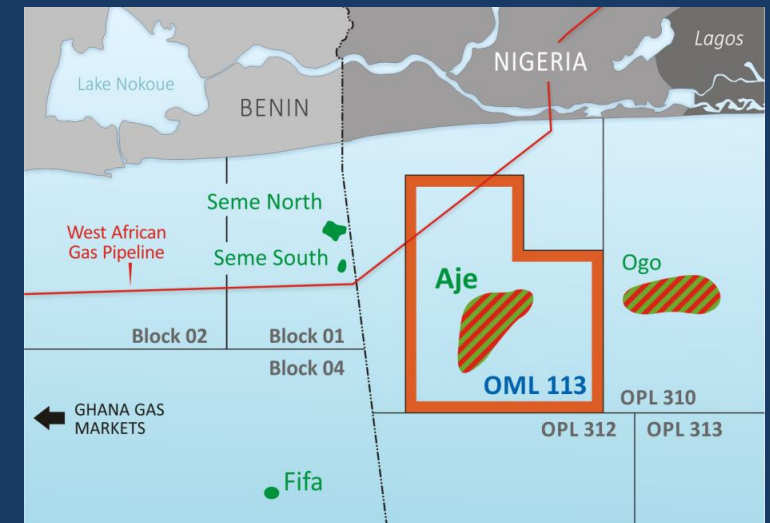 Lagos
NIGERIA
Lake Nokoue
BENIN
Seme North
West African
Gas Pipeline
Seme South
Aje
Ogo
Block 02
Block 01
Block 04
OML 113
OPL 310
GHANA GAS
MARKETS
OPL 312
OPL 313
Fifa